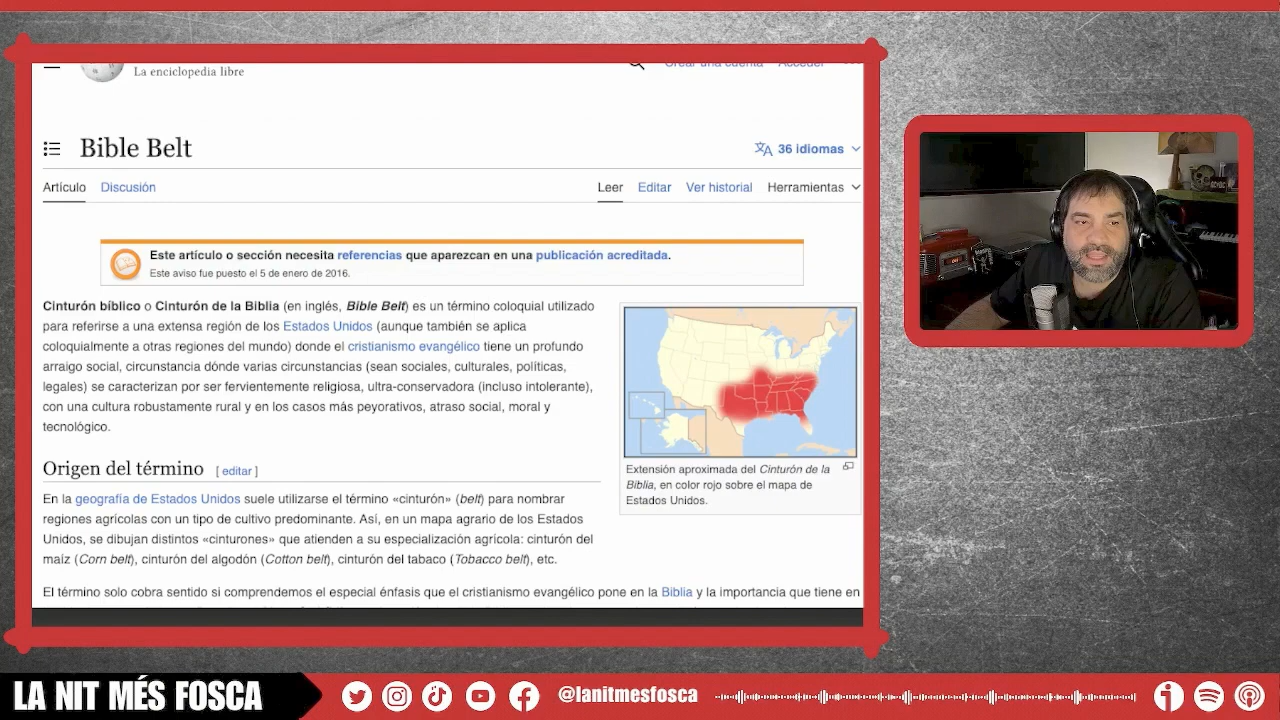 La enciclopedia libre
Crear una cuenta Acceder
Bible Belt
36 idiomas
Artículo Discusión
Leer Editar Ver historial Herramientas
Este artículo o sección necesita referencias que aparezcan en una publicación acreditada.
Este aviso fue puesto el 5 de enero de 2016.
Cinturón bíblico o Cinturón de la Biblia (en inglés, Bible Belt) es un término coloquial utilizado
para referirse a una extensa región de los Estados Unidos (aunque también se aplica
coloquialmente a otras regiones del mundo) donde el cristianismo evangélico tiene un profundo
arraigo social, circunstancia dónde varias circunstancias (sean sociales, culturales, políticas,
legales) se caracterizan por ser fervientemente religiosa, ultra-conservadora (incluso intolerante),
con una cultura robustamente rural y en los casos más peyorativos, atraso social, moral y
tecnológico.
Extensión aproximada del Cinturón de la
Biblia, en color rojo sobre el mapa de
Estados Unidos.
Origen del término [ editar ]
En la geografía de Estados Unidos suele utilizarse el término «cinturón» (belt) para nombrar
regiones agrícolas con un tipo de cultivo predominante. Así, en un mapa agrario de los Estados
Unidos, se dibujan distintos «cinturones» que atienden a su especialización agrícola: cinturón del
maíz (Corn belt), cinturón del algodón (Cotton belt), cinturón del tabaco (Tobacco belt), etc.
El término solo cobra sentido si comprendemos el especial énfasis que el cristianismo evangélico pone en la Biblia y la importancia que tiene en
LA NIT MÉS FOSCA
@lanitmesfosca